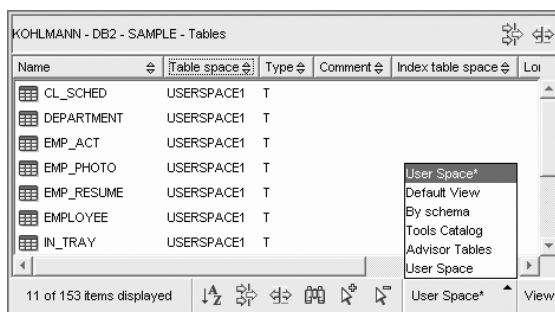 KOHLMANN - DB2 - SAMPLE - Tables
Name Table space Type Comment Index table space Lo
CL_SCHED USERSPACE1 T
DEPARTMENT USERSPACE1 T
EMP_ACT USERSPACE1 T
EMP_PHOTO USERSPACE1 T
EMP_RESUME USERSPACE1 T
EMPLOYEE USERSPACE1 T
IN_TRAY USERSPACE1 T
User Space*
Default View
By schema
Tools Catalog
Advisor Tables
User Space
11 of 153 items displayed User Space* View